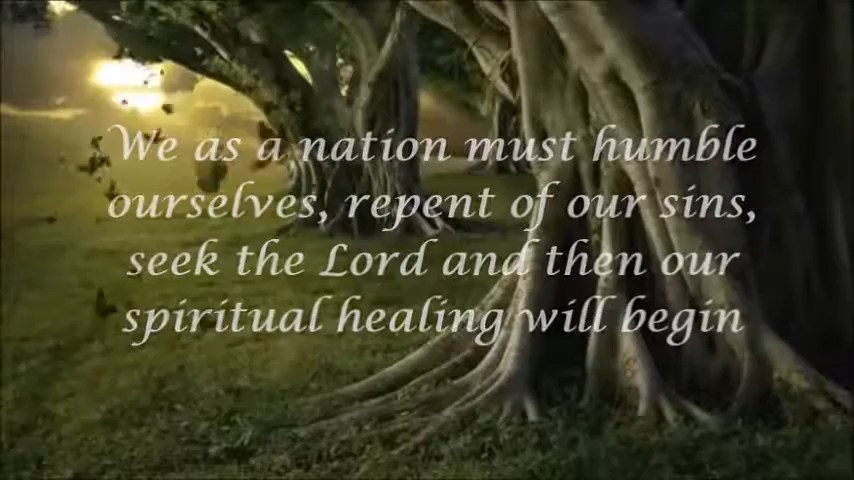 We as a nation must humble
ourselves, repent of our sins,
seek the Lord and then our
spiritual healing will begin